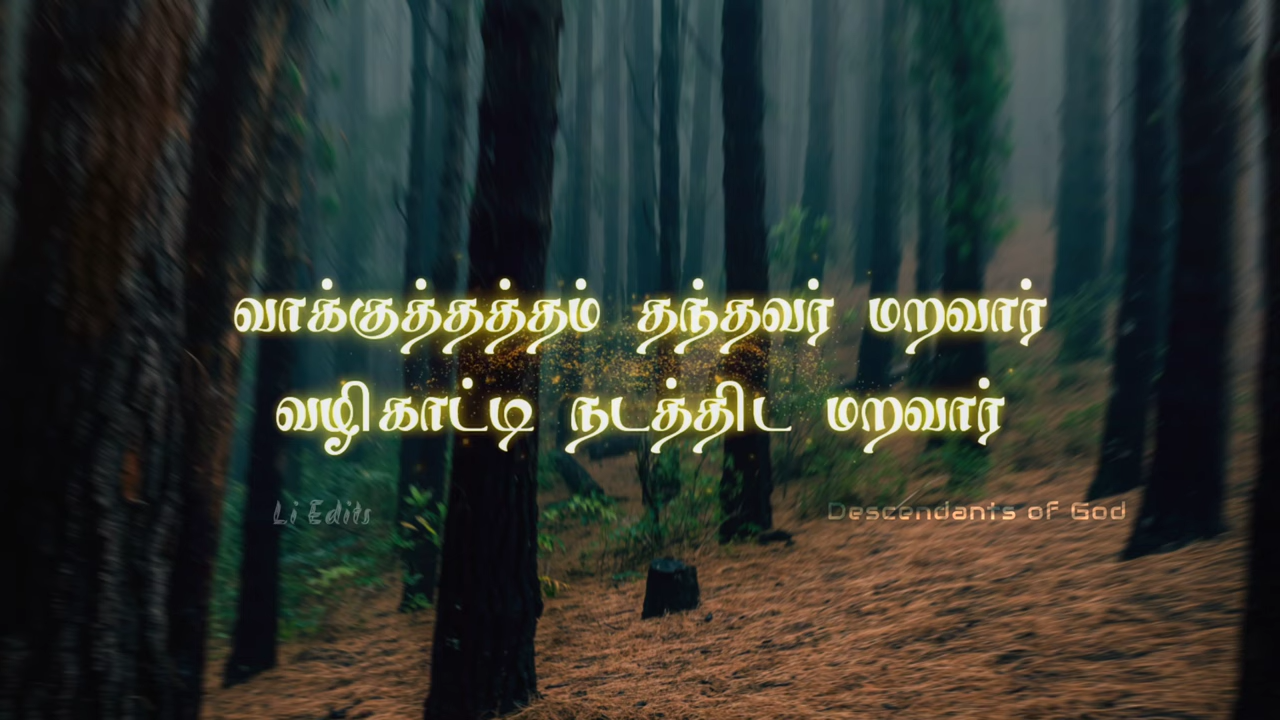 வாக்குத்தத்தம் தந்தவர் மறவார்
வழிகாட்டி நடத்திட மறவார்
Li Edits
Descendants of God